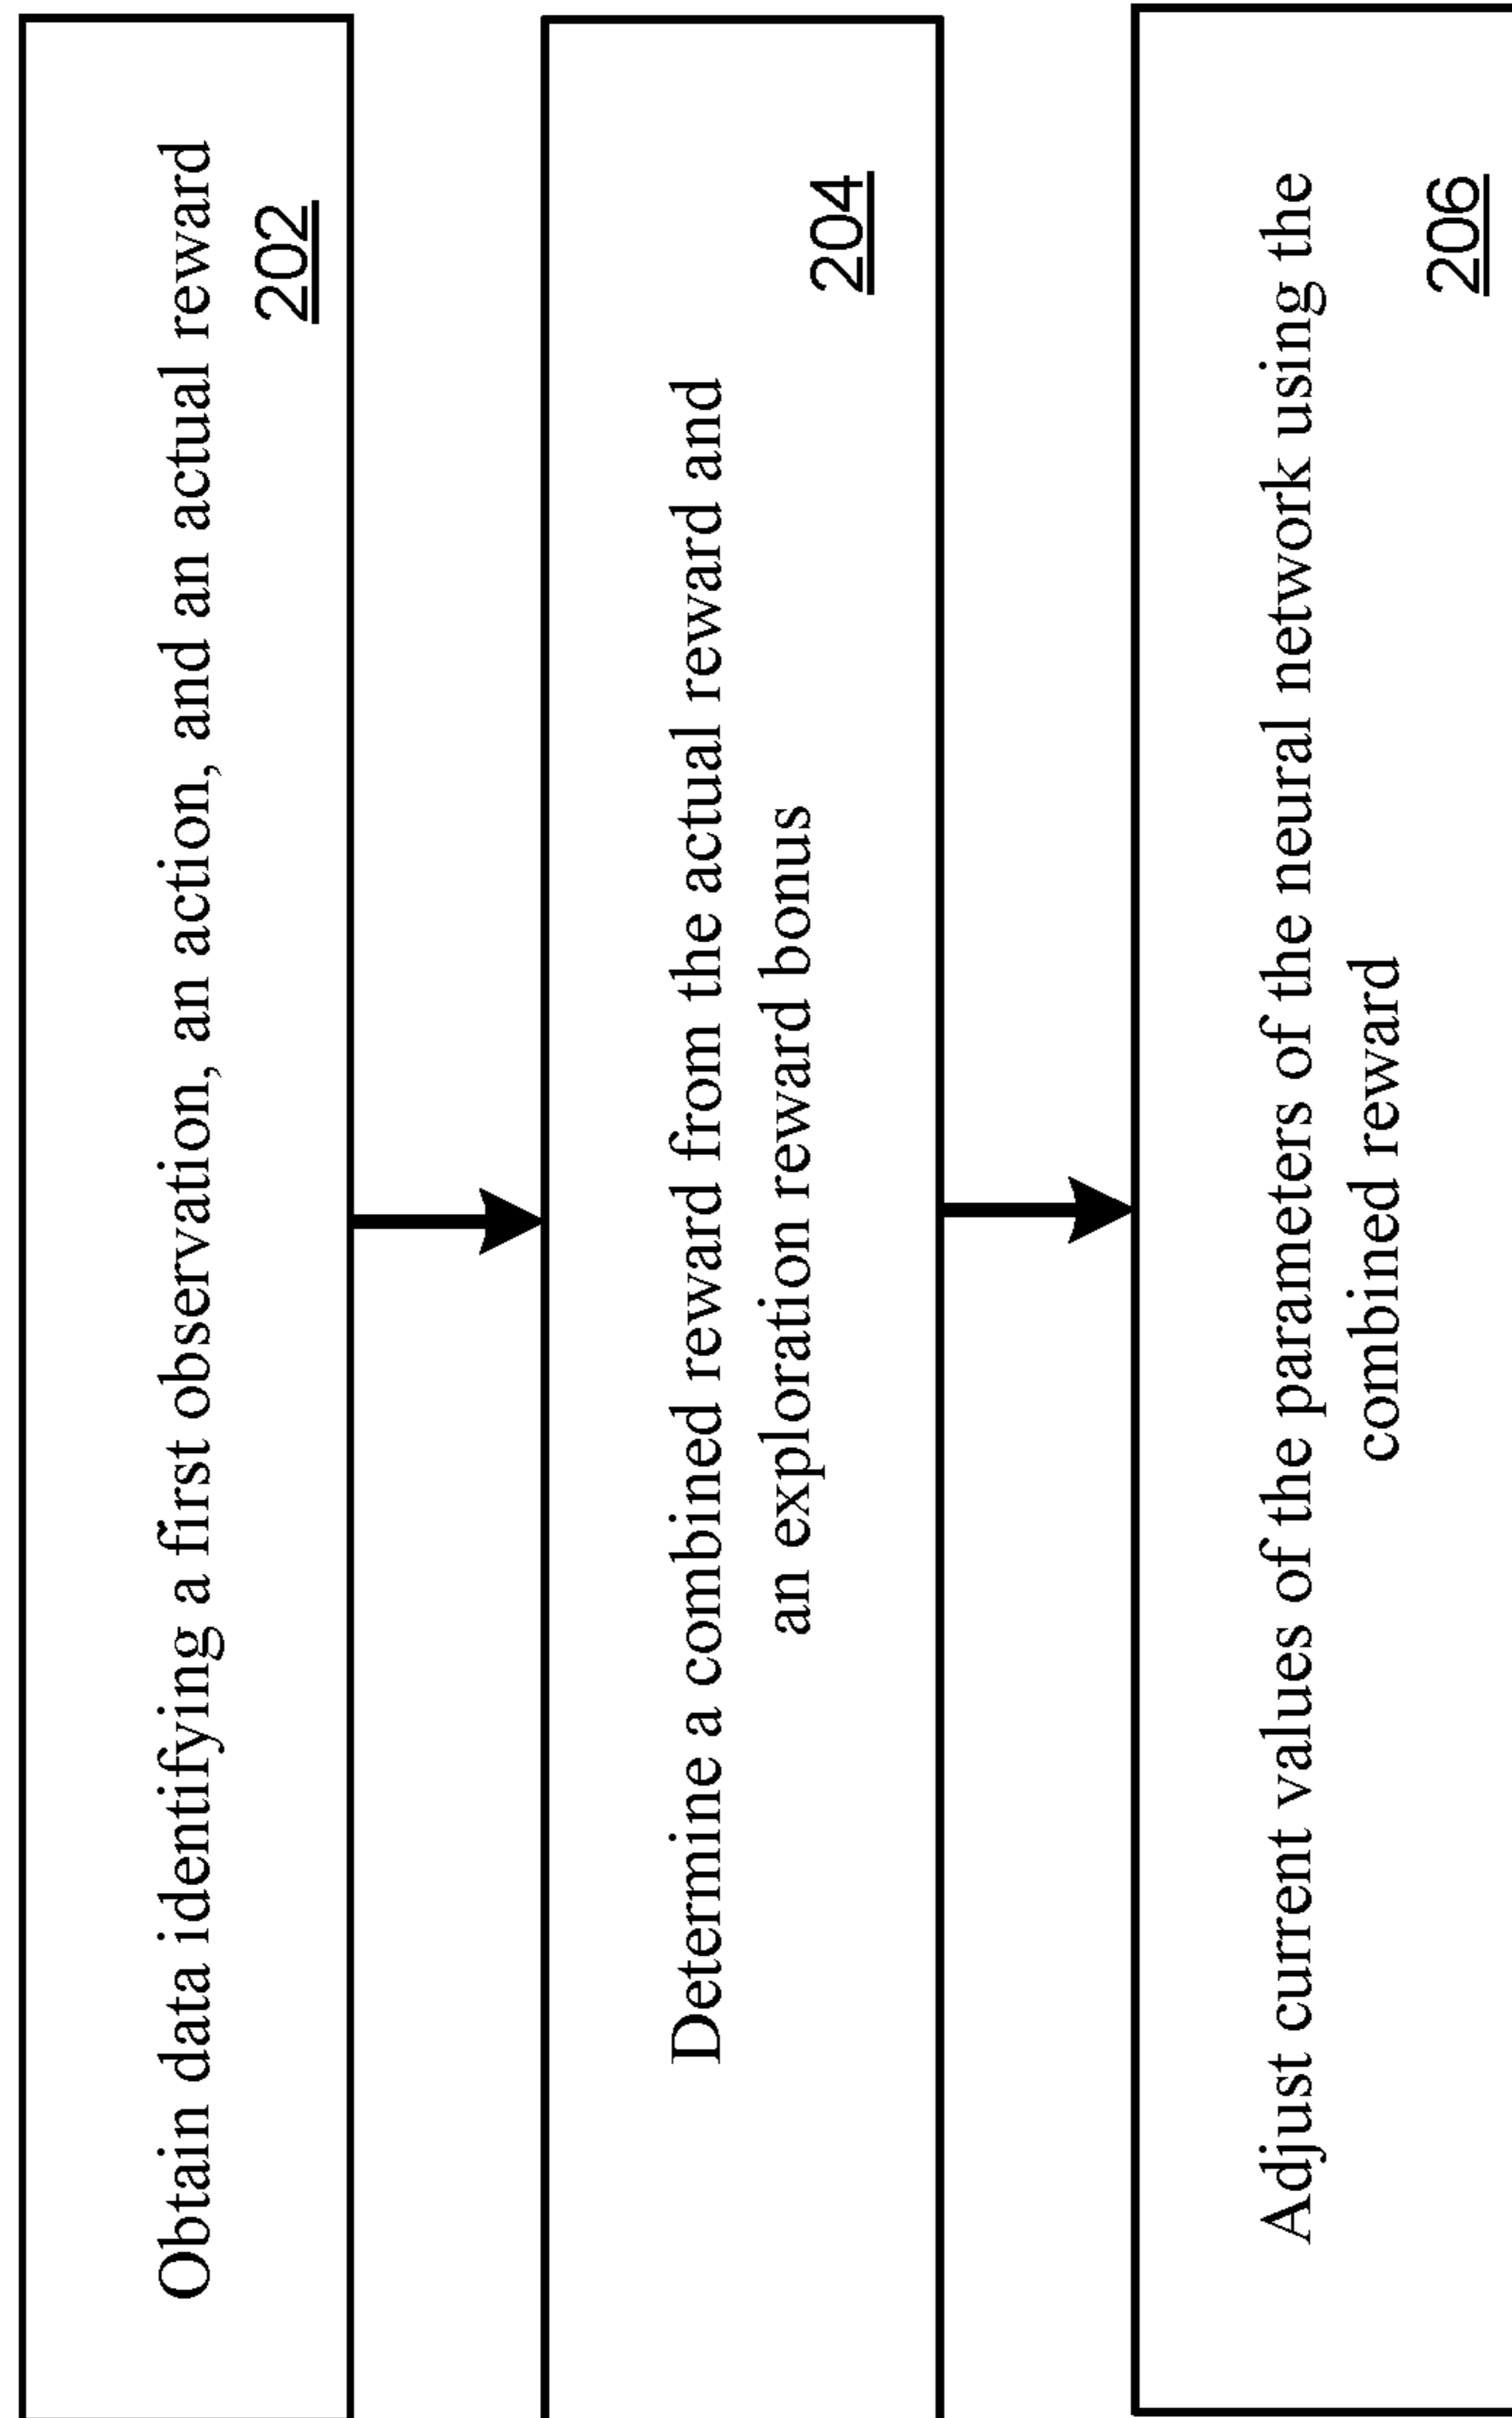 Obtain data identifying a first observation, an action, and an actual reward
202
Determine a combined reward from the actual reward and
an exploration reward bonus
204
Adjust current values of the parameters of the neural network using the
combined reward
206